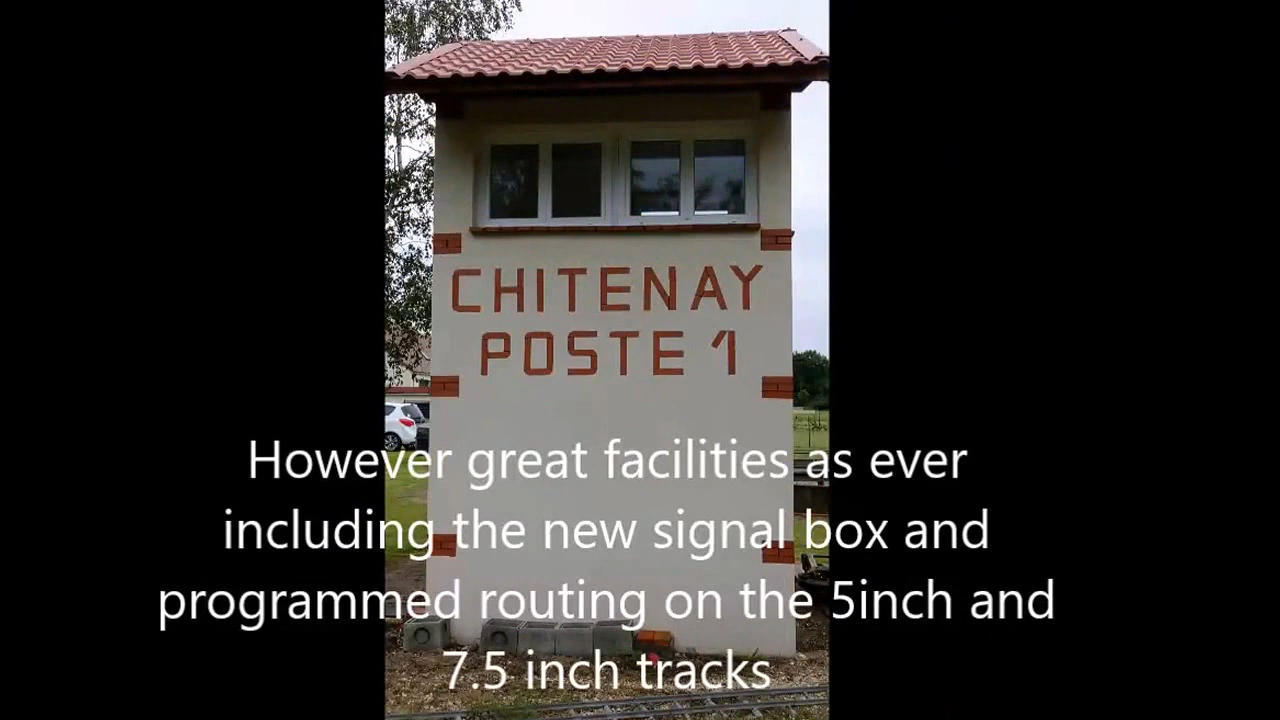 CHITENAY
POSTE 1
However great facilities as ever
including the new signal box and
programmed routing on the 5inch and
7.5 inch tracks